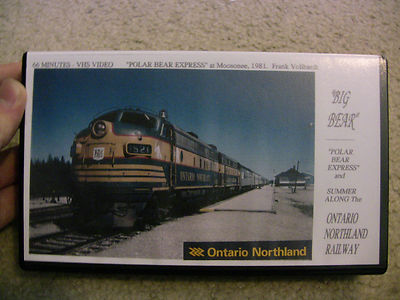 66 MINUTES - VHS VIDEO "POLAR BEAR EXPRESS" at Moosonee, 1981. Frank Vollhardt
"BIG
BEAR"
"POLAR
BEAR
EXPRESS"
and
SUMMER
ALONG The
ONTARIO
NORTHLAND
RAILWAY
1520
ONTARIO NORTHLAND
Ontario Northland